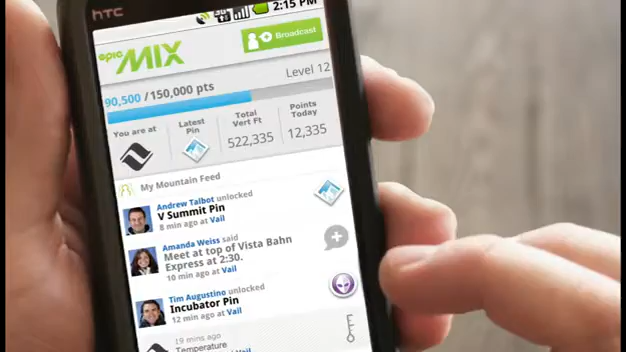 hTC
2:15 PM
epic MIX
Broadcast
Level 12
90,500 / 150,000 pts
You are at
Latest Pin
Total Vert Ft
522,335
Points Today
12,335
My Mountain Feed
Andrew Talbot unlocked
V Summit Pin
8 min ago at Vail
Amanda Weiss said
Meet at top of Vista Bahn
Express at 2:30.
10 min ago at Vail
Tim Augustino unlocked
Incubator Pin
12 min ago at Vail
19 mins ago
Temperature
Vail